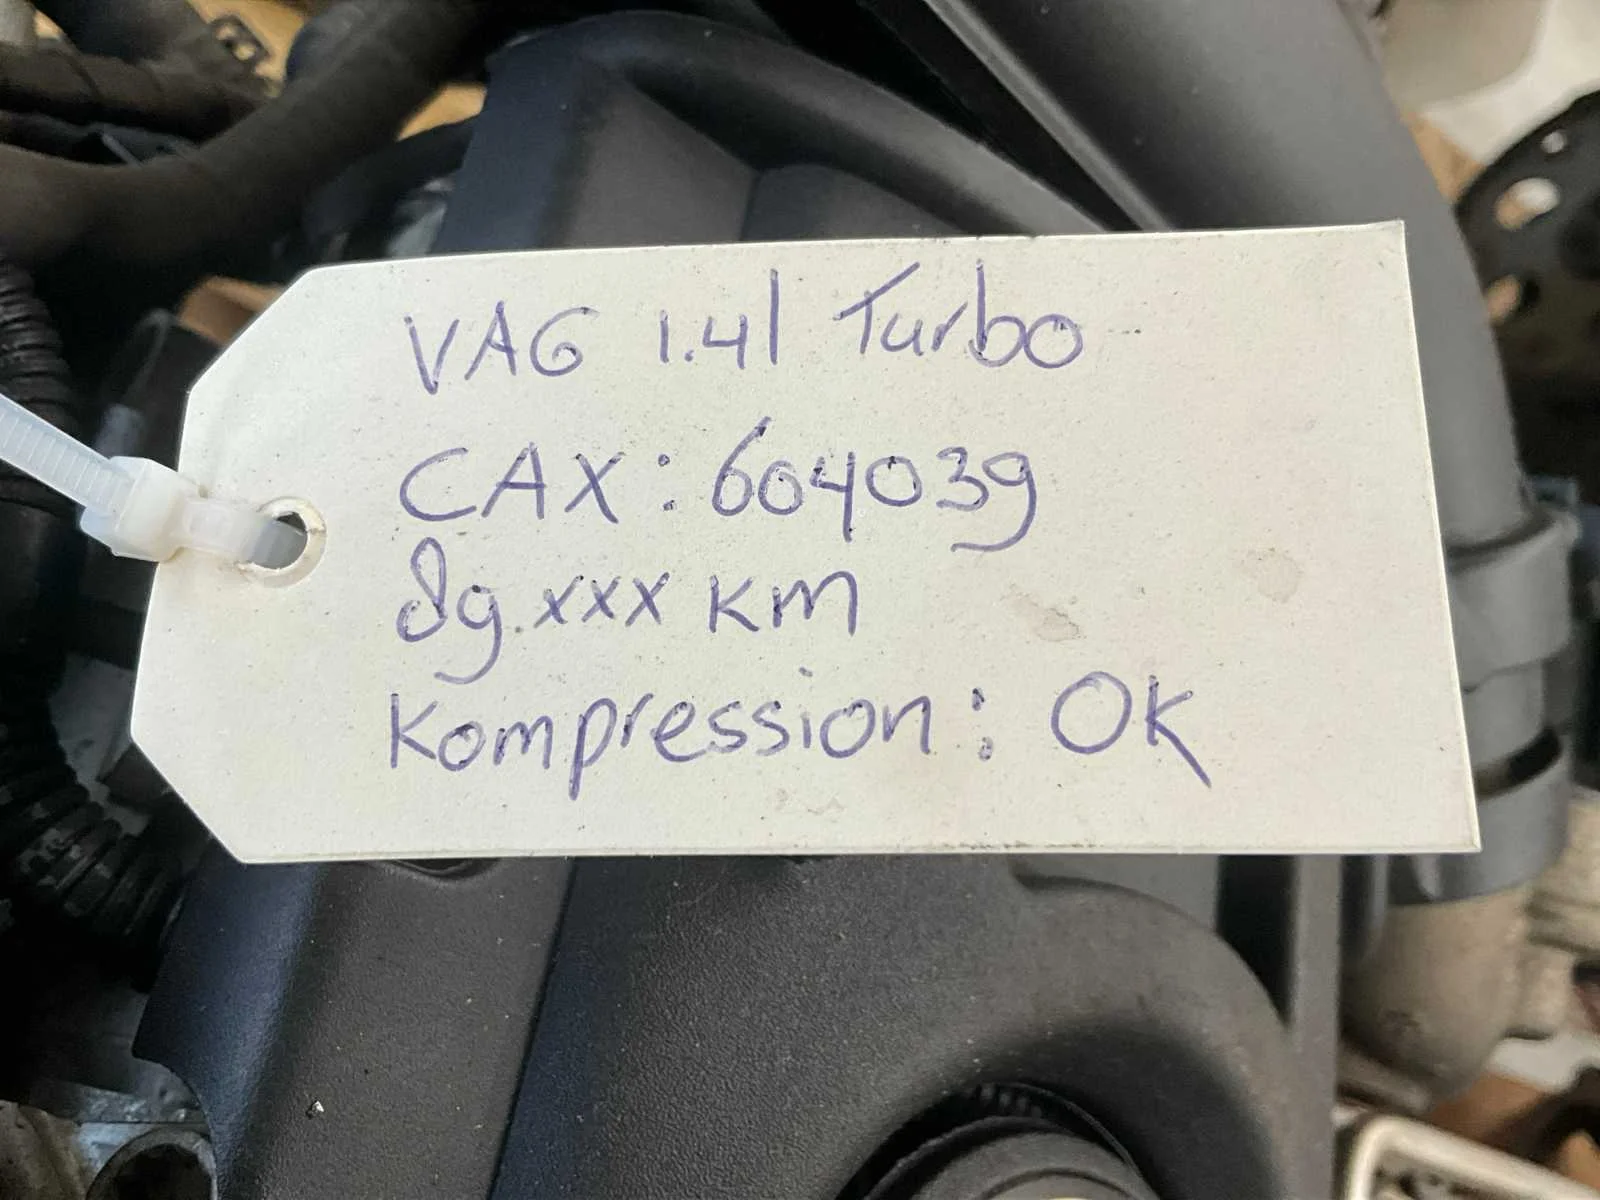 VAG 1.4l Turbo
CAX: 604039
89.xxx km
Kompression: OK